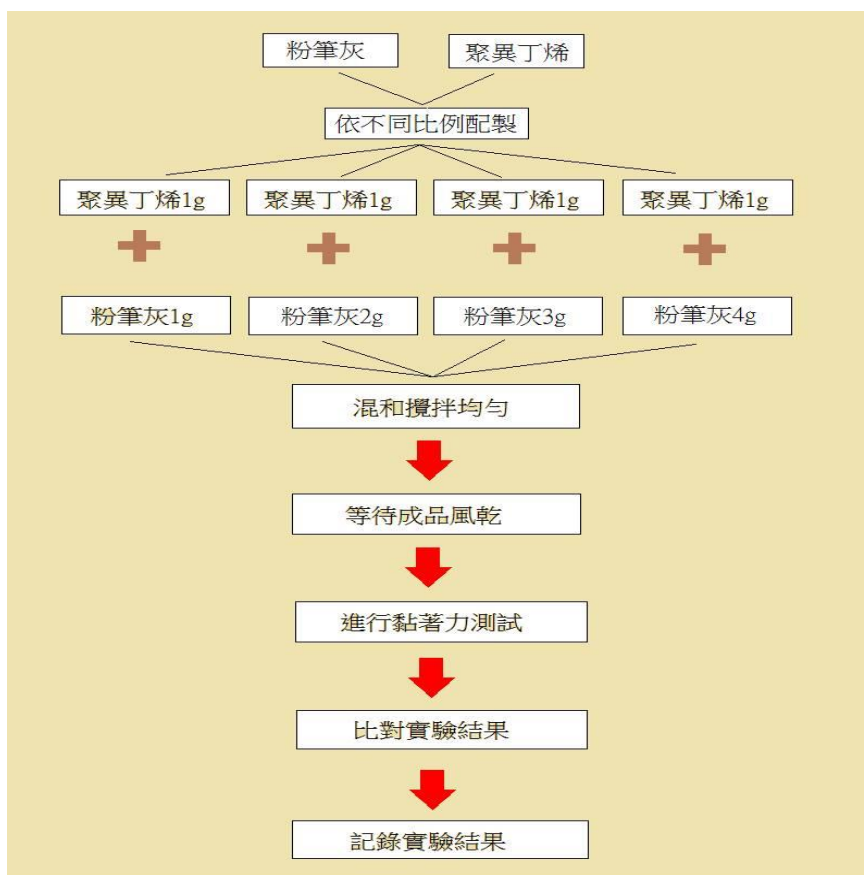 粉筆灰
聚異丁烯
依不同比例配製
聚異丁烯1g
聚異丁烯1g
聚異丁烯1g
聚異丁烯1g
粉筆灰1g
粉筆灰2g
粉筆灰3g
粉筆灰4g
混和攪拌均勻
等待成品風乾
進行黏著力測試
比對實驗結果
記錄實驗結果